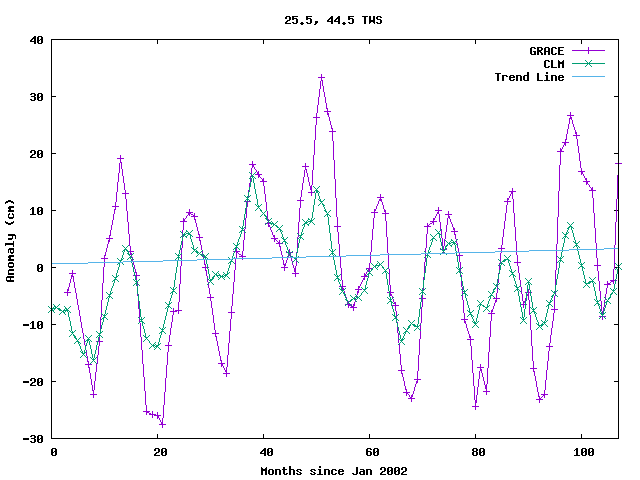 25.5, 44.5 TWS
GRACE
CLM
Trend Line
Anomaly (cm)
40
30
20
10
0
-10
-20
-30
0 20 40 60 80 100
Months since Jan 2002